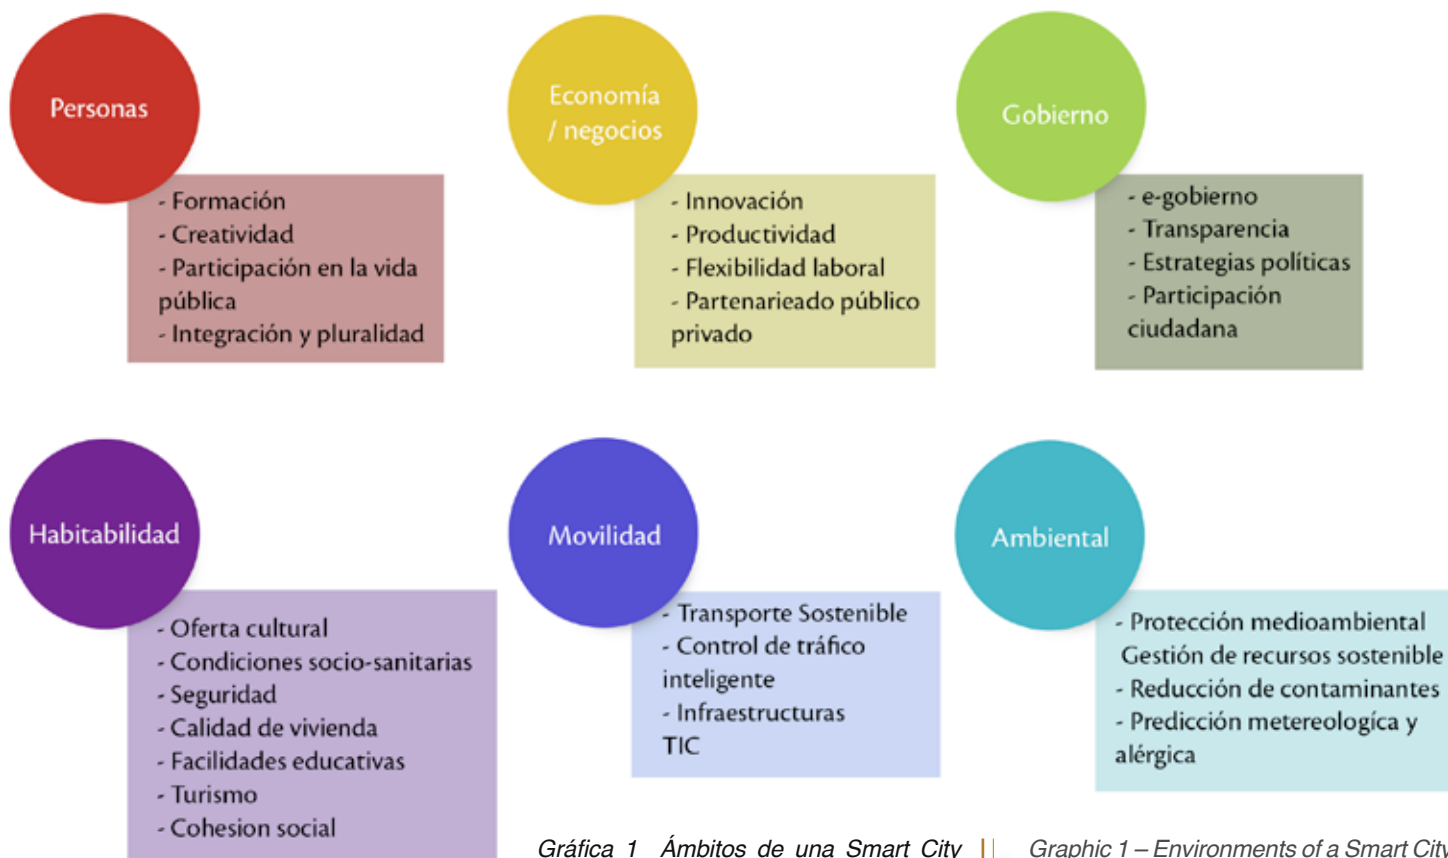 Personas
- Formación
- Creatividad
- Participación en la vida
pública
- Integración y pluralidad
Economía
/ negocios
- Innovación
- Productividad
- Flexibilidad laboral
- Partenarieado público
privado
Gobierno
- e-gobierno
- Transparencia
- Estrategias políticas
- Participación
ciudadana
Habitabilidad
- Oferta cultural
- Condiciones socio-sanitarias
- Seguridad
- Calidad de vivienda
- Facilidades educativas
- Turismo
- Cohesion social
Movilidad
- Transporte Sostenible
- Control de tráfico
inteligente
- Infraestructuras
TIC
Ambiental
- Protección medioambiental
Gestión de recursos sostenible
- Reducción de contaminantes
- Predicción metereologíca y
alérgica
Gráfica 1 Ámbitos de una Smart City
Graphic 1 – Environments of a Smart City